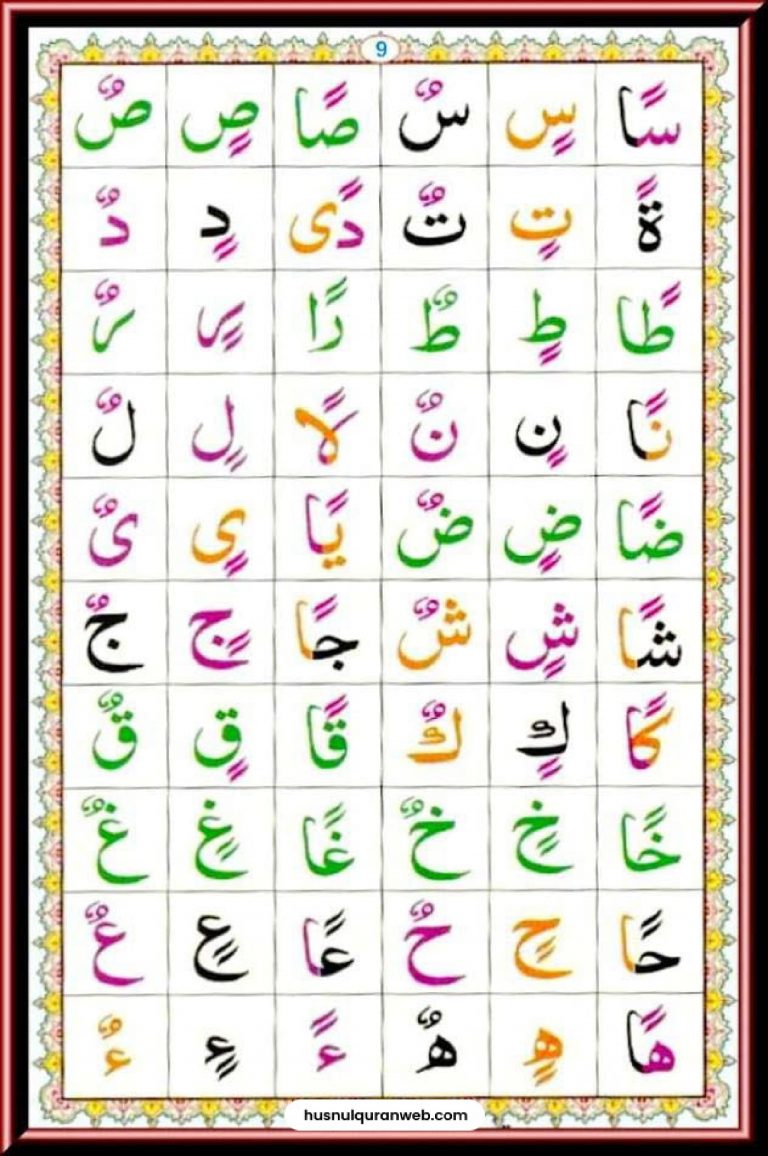 9
سًا سٍ سٌ صًا صٍ صٌ
ةً تٍ تٌ دًى دٍ دٌ
طًا طٍ طٌ رًا رٍ رٌ
نًا نٍ نٌ لًا لٍ لٌ
ضًا ضٍ ضٌ يًا ىٍ ىٌ
شًا شٍ شٌ جًا جٍ جٌ
كًا كٍ كٌ قًا قٍ قٌ
خًا خٍ خٌ غًا غٍ غٌ
حًا حٍ حٌ عًا عٍ عٌ
هًا هٍ هٌ ءً ءٍ ءٌ
husnulquranweb.com